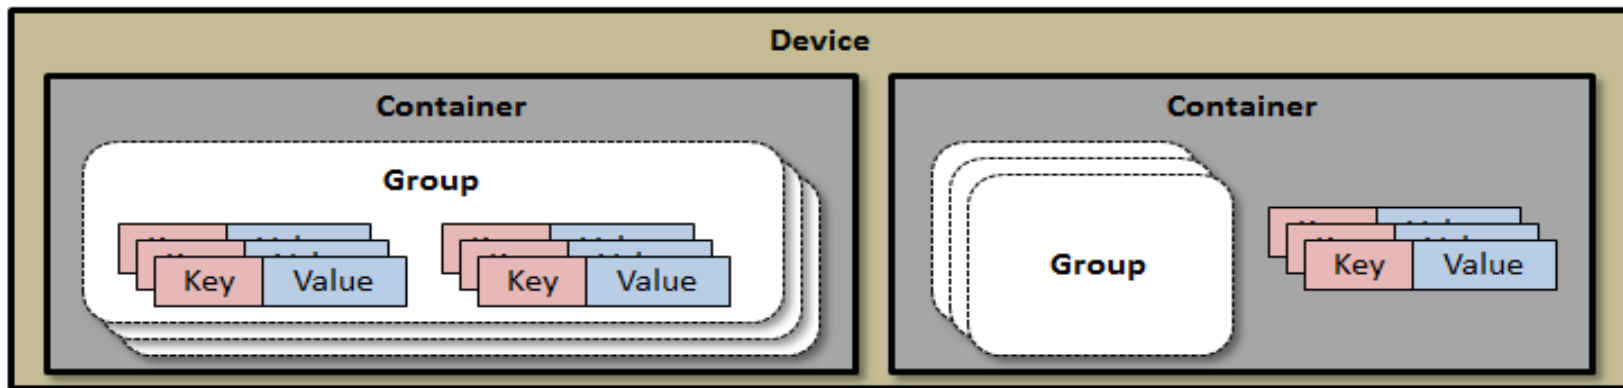 Device
Container
Container
Group
Key Value
Key Value
Group
Key Value